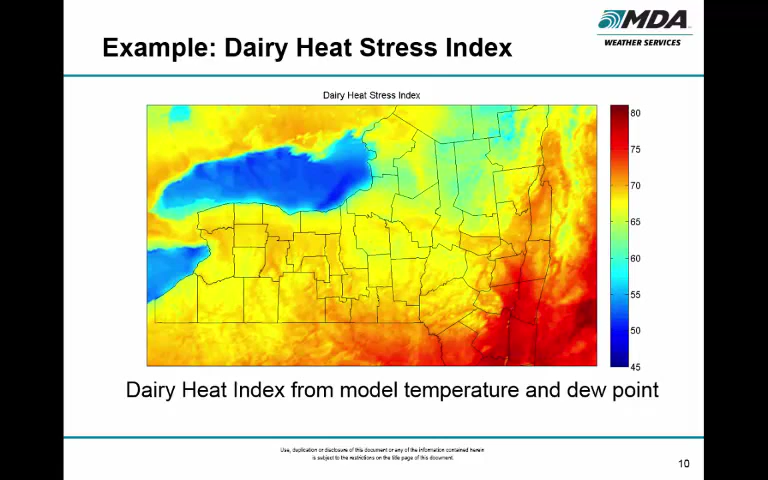 MDA
WEATHER SERVICES
Example: Dairy Heat Stress Index
Dairy Heat Stress Index
80
75
70
65
60
55
50
45
Dairy Heat Index from model temperature and dew point
Use, duplication or disclosure of this document or any of the information contained herein
is subject to the restrictions on the title page of this document.
10